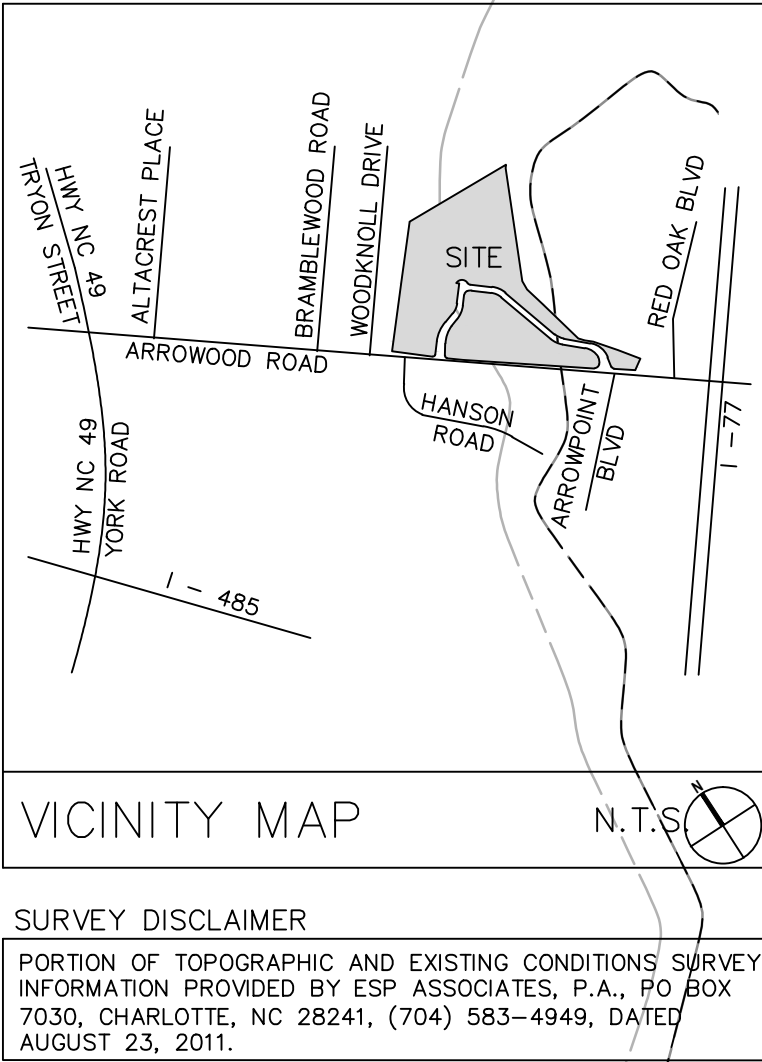 HWY NC 49
TRYON STREET
ALTACREST PLACE
BRAMBLEWOOD ROAD
WOODKNOLL DRIVE
SITE
RED OAK BLVD
ARROWOOD ROAD
HANSON
ROAD
ARROWPOINT
BLVD
I-77
HWY NC 49
YORK ROAD
I - 485
VICINITY MAP
N.T.S.
N
SURVEY DISCLAIMER
PORTION OF TOPOGRAPHIC AND EXISTING CONDITIONS SURVEY
INFORMATION PROVIDED BY ESP ASSOCIATES, P.A., PO BOX
7030, CHARLOTTE, NC 28241, (704) 583-4949, DATED
AUGUST 23, 2011.